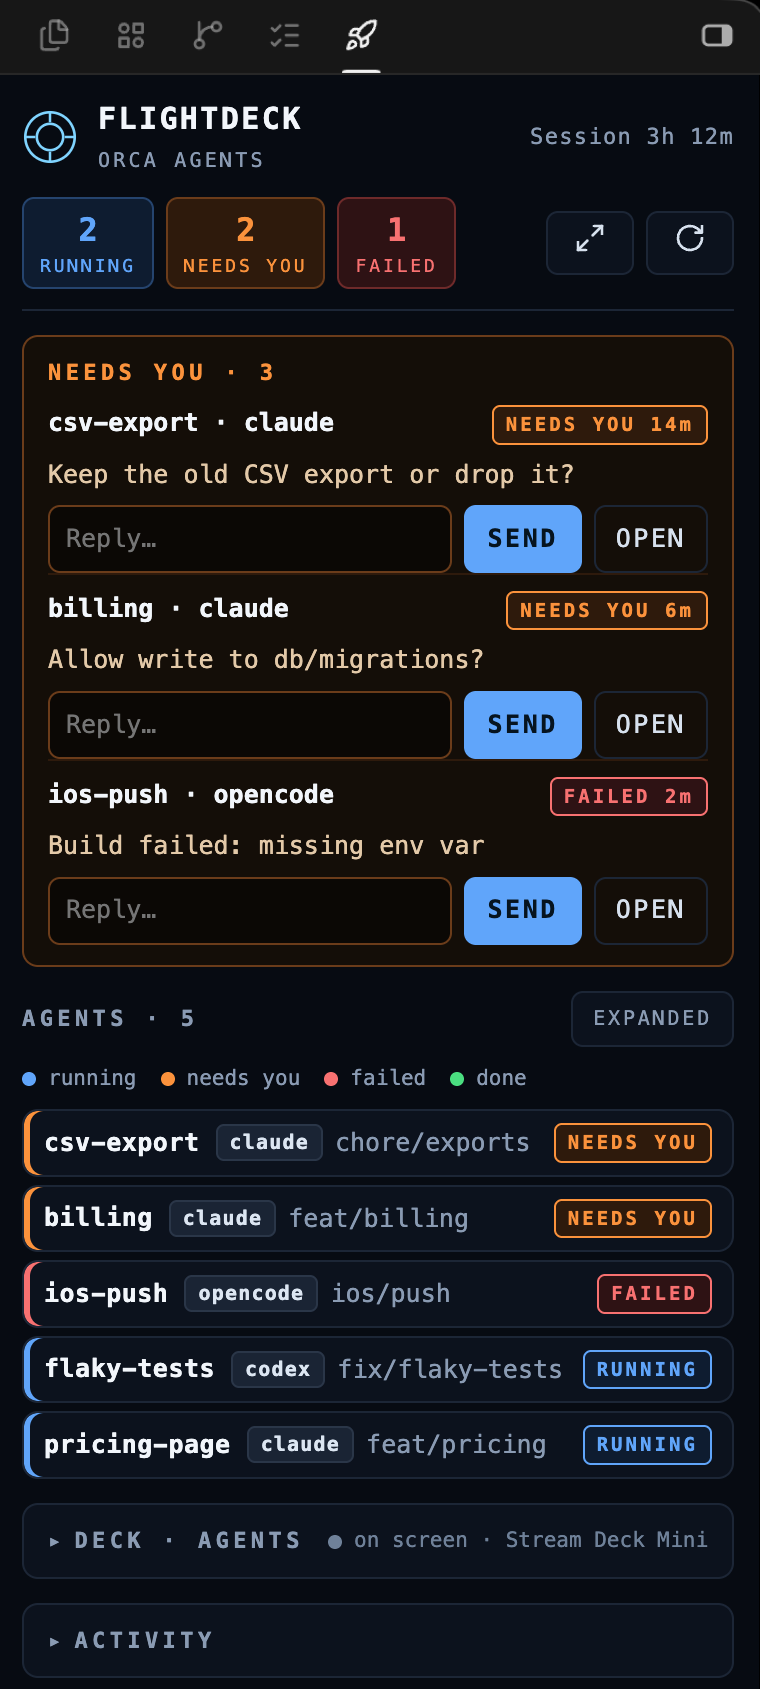 FLIGHTDECK
ORCA AGENTS
Session 3h 12m
2
RUNNING
2
NEEDS YOU
1
FAILED
NEEDS YOU · 3
csv-export · claude
NEEDS YOU 14m
Keep the old CSV export or drop it?
Reply…
SEND
OPEN
billing · claude
NEEDS YOU 6m
Allow write to db/migrations?
Reply…
SEND
OPEN
ios-push · opencode
FAILED 2m
Build failed: missing env var
Reply…
SEND
OPEN
AGENTS · 5
EXPANDED
running
needs you
failed
done
csv-export claude chore/exports NEEDS YOU
billing claude feat/billing NEEDS YOU
ios-push opencode ios/push FAILED
flaky-tests codex fix/flaky-tests RUNNING
pricing-page claude feat/pricing RUNNING
▸ DECK · AGENTS ● on screen · Stream Deck Mini
▸ ACTIVITY